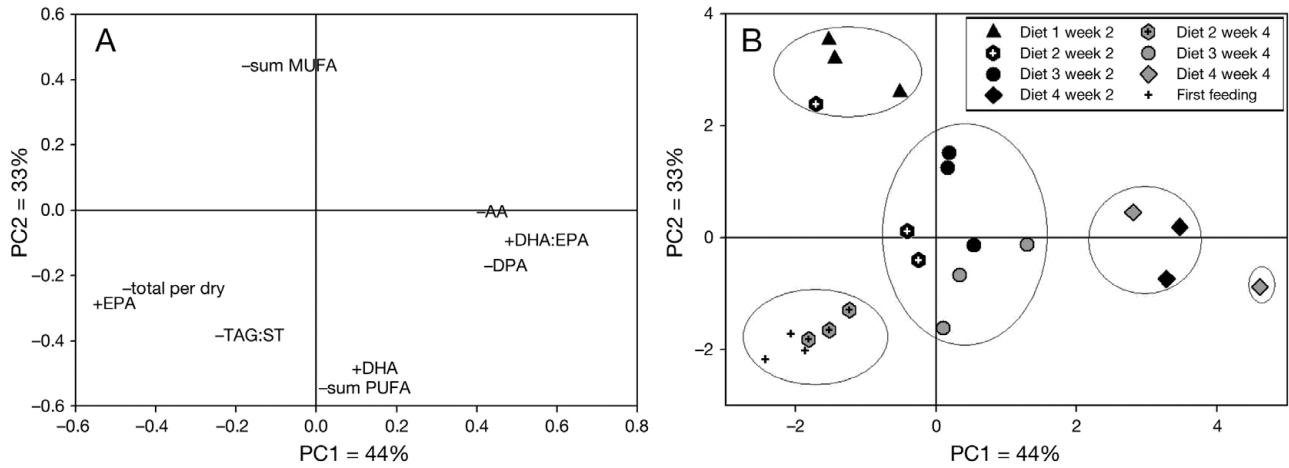 A
0.6
0.4
0.2
0.0
–0.2
–0.4
–0.6
PC2 = 33%
–sum MUFA
–AA
+DHA:EPA
–DPA
–total per dry
+EPA
–TAG:ST
+DHA
–sum PUFA
–0.6 –0.4 –0.2 0.0 0.2 0.4 0.6 0.8
PC1 = 44%
B
4
2
0
–2
PC2 = 33%
Diet 1 week 2 Diet 2 week 4
Diet 2 week 2 Diet 3 week 4
Diet 3 week 2 Diet 4 week 4
Diet 4 week 2 First feeding
–2 0 2 4
PC1 = 44%